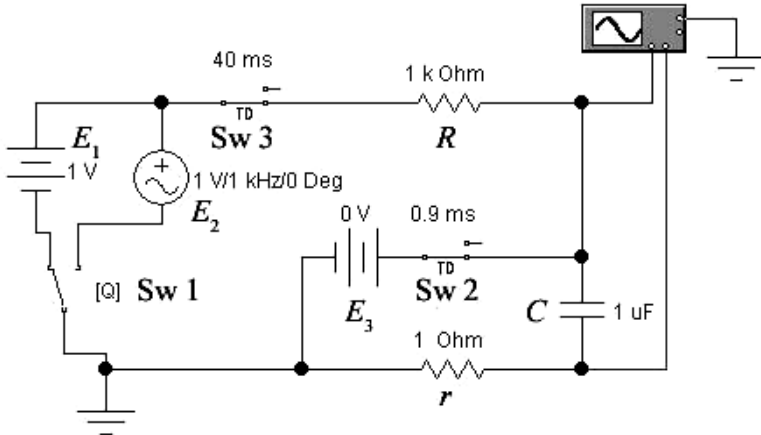 40 ms
1 k Ohm
TD
Sw 3
R
E1
1 V
+
1 V/1 kHz/0 Deg
E2
0 V
0.9 ms
TD
[Q] Sw 1
Sw 2
E3
C
1 uF
1 Ohm
r